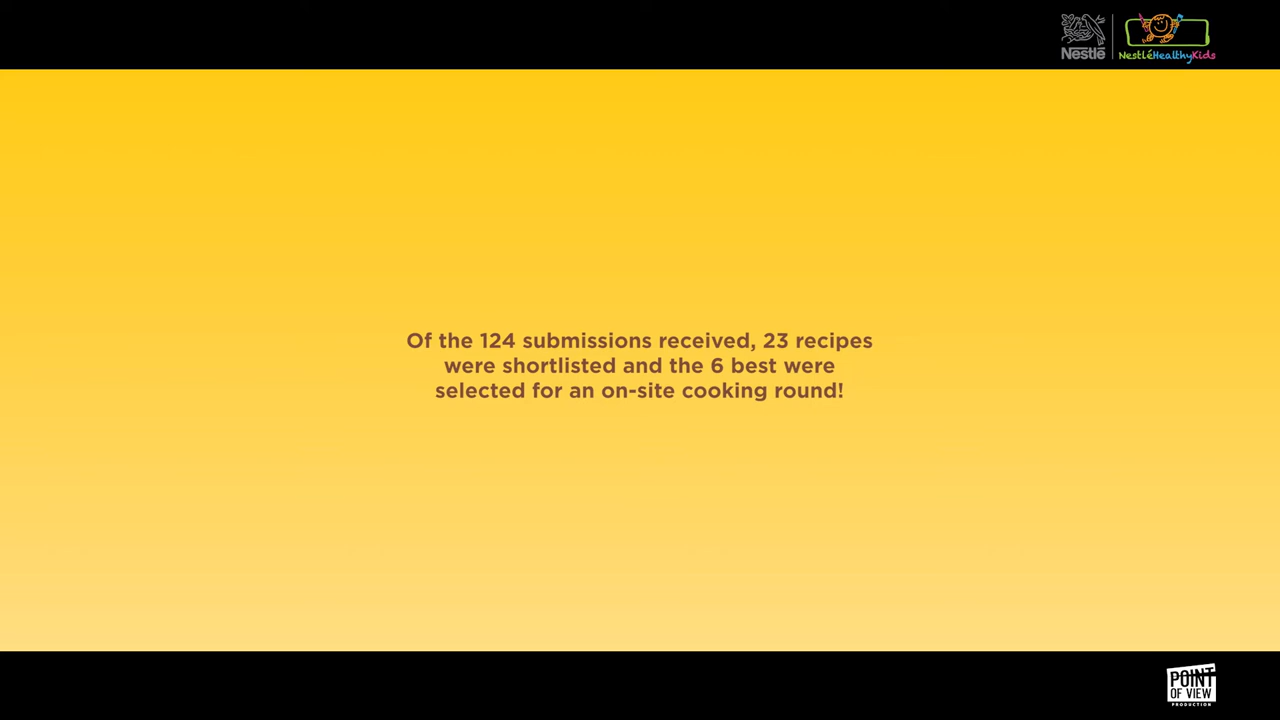 Nestlé
NestléHealthyKids
Of the 124 submissions received, 23 recipes
were shortlisted and the 6 best were
selected for an on-site cooking round!
POINT
OF VIEW
PRODUCTION